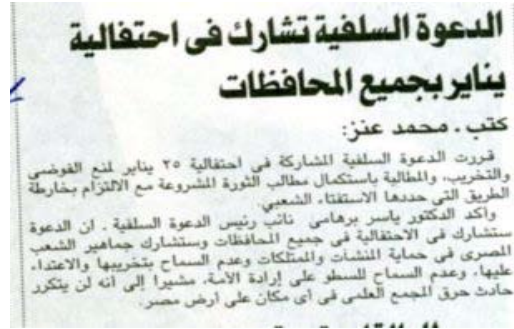 الدعوة السلفية تشارك فى احتفالية
يناير بجميع المحافظات
كتب . محمد عنز:
قررت الدعوة السلفية المشاركة فى احتفالية ٢٥ يناير لمنع الفوضى
والتخريب، والمطالبة باستكمال مطالب الثورة المشروعة مع الالتزام بخارطة
الطريق التى حددها الاستفتاء الشعبي.
وأكد الدكتور ياسر برهامى نائب رئيس الدعوة السلفية . ان الدعوة
ستشارك فى الاحتفالية فى جميع المحافظات وستشارك جماهير الشعب
المصرى فى حماية المنشآت والممتلكات وعدم السماح بتخريبها والاعتداء
عليها، وعدم السماح للسطو على إرادة الأمة، مشيرا إلى أنه لن يتكرر
حادث حرق المجمع العلمى فى أى مكان على ارض مصر.